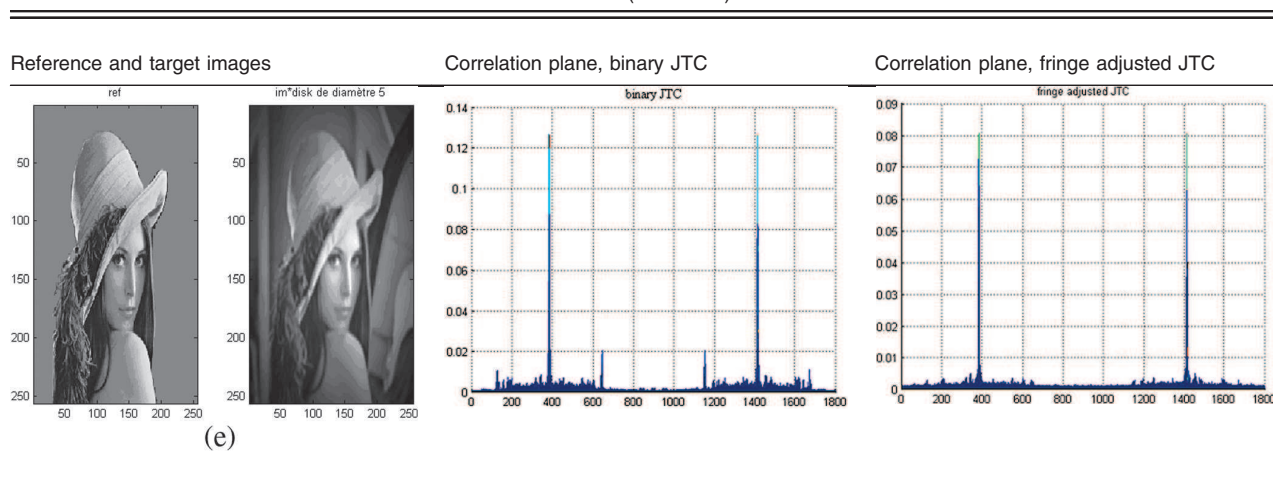 Reference and target images
Correlation plane, binary JTC
Correlation plane, fringe adjusted JTC
ref
50
100
150
200
250
50 100 150 200 250
im*disk de diamètre 5
50
100
150
200
250
50 100 150 200 250
(e)
binary JTC
0.14
0.12
0.1
0.08
0.06
0.04
0.02
0
0 200 400 600 800 1000 1200 1400 1600 1800
fringe adjusted JTC
0.09
0.08
0.07
0.06
0.05
0.04
0.03
0.02
0.01
0
0 200 400 600 800 1000 1200 1400 1600 1800